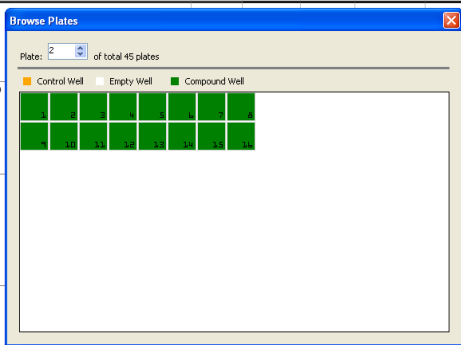 Browse Plates
Plate: 2 of total 45 plates
Control Well Empty Well Compound Well
1 2 3 4 5 6 7 8
9 10 11 12 13 14 15 16